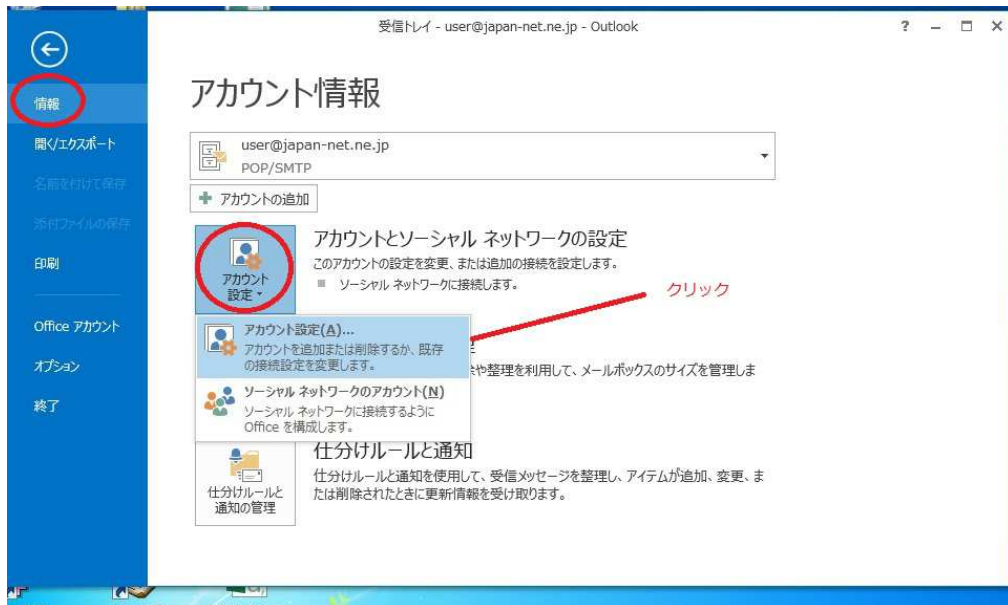 受信トレイ - user@japan-net.ne.jp - Outlook
?
情報
開く/エクスポート
名前を付けて保存
添付ファイルの保存
印刷
Office アカウント
オプション
終了
アカウント情報
user@japan-net.ne.jp
POP/SMTP
アカウントの追加
アカウント
設定
アカウントとソーシャル ネットワークの設定
このアカウントの設定を変更、または追加の接続を設定します。
ソーシャル ネットワークに接続します。
クリック
アカウント設定(A)...
アカウントを追加または削除するか、既存
の接続設定を変更します。
や整理を利用して、メールボックスのサイズを管理しま
ソーシャル ネットワークのアカウント(N)
ソーシャル ネットワークに接続するように
Office を構成します。
仕分けルールと
通知の管理
仕分けルールと通知
仕分けルールと通知を使用して、受信メッセージを整理し、アイテムが追加、変更、ま
たは削除されたときに更新情報を受け取ります。